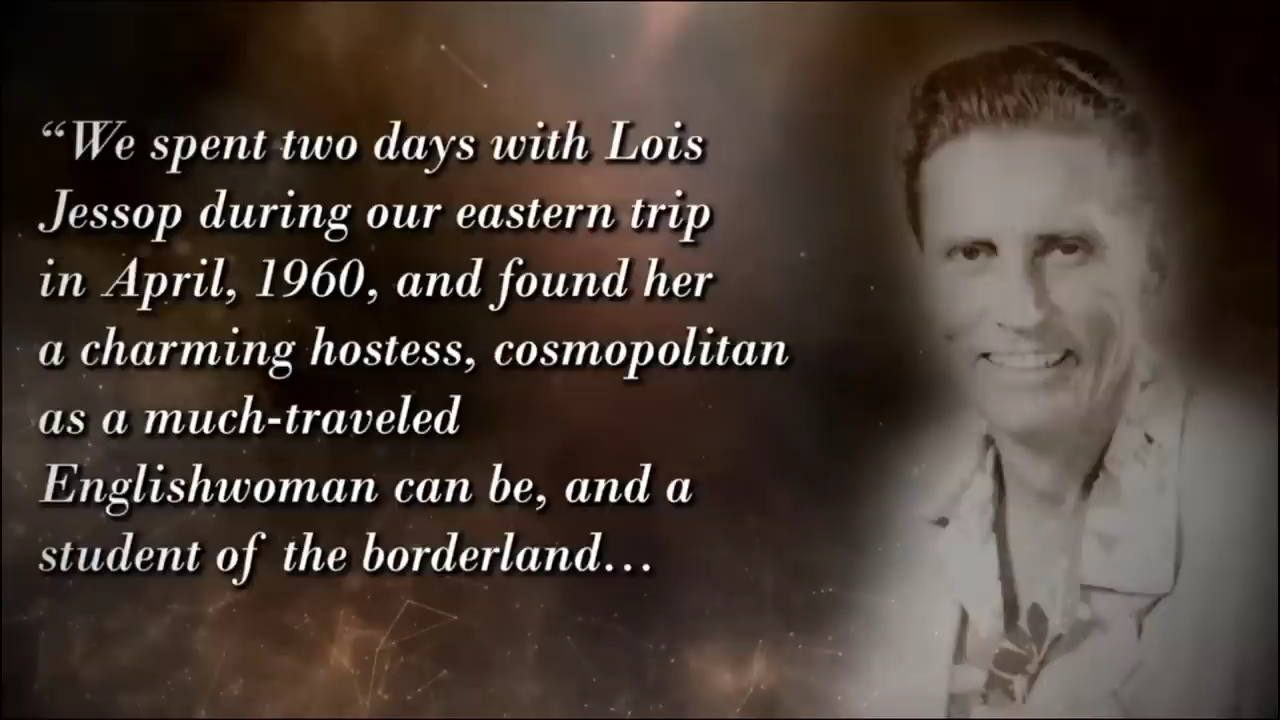 “We spent two days with Lois
Jessop during our eastern trip
in April, 1960, and found her
a charming hostess, cosmopolitan
as a much-traveled
Englishwoman can be, and a
student of the borderland...